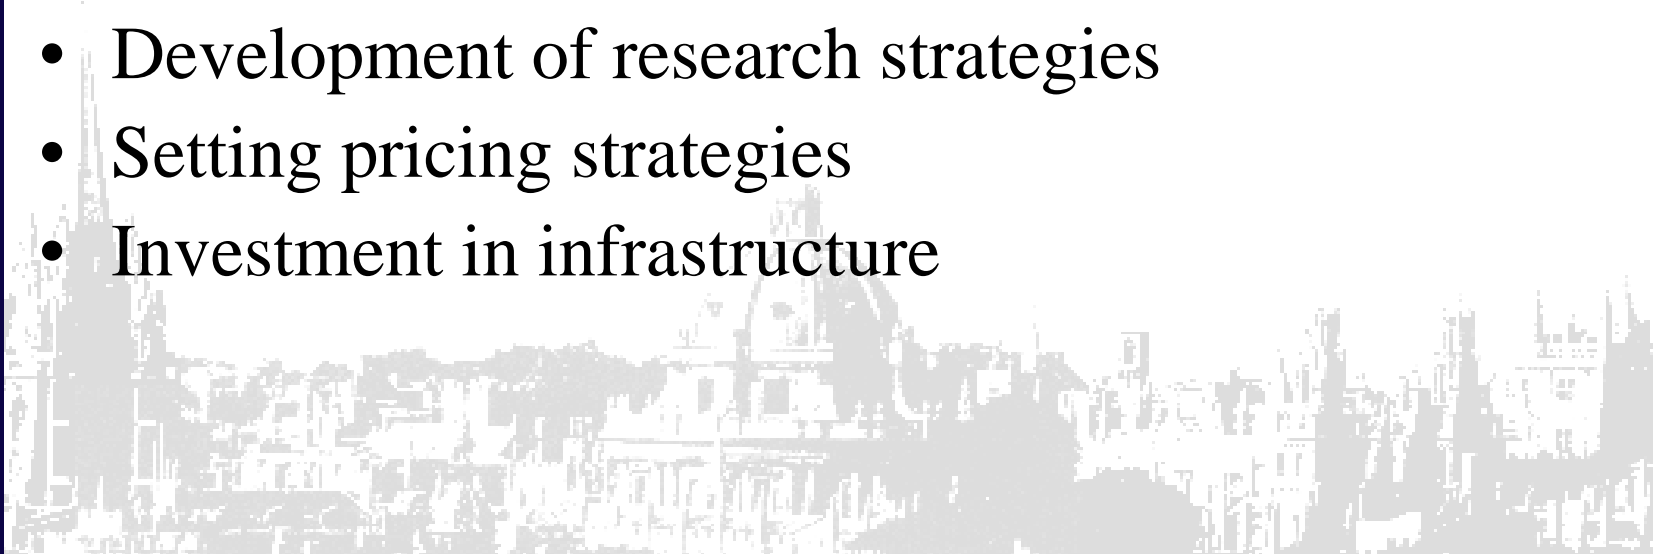 • Development of research strategies
• Setting pricing strategies
• Investment in infrastructure